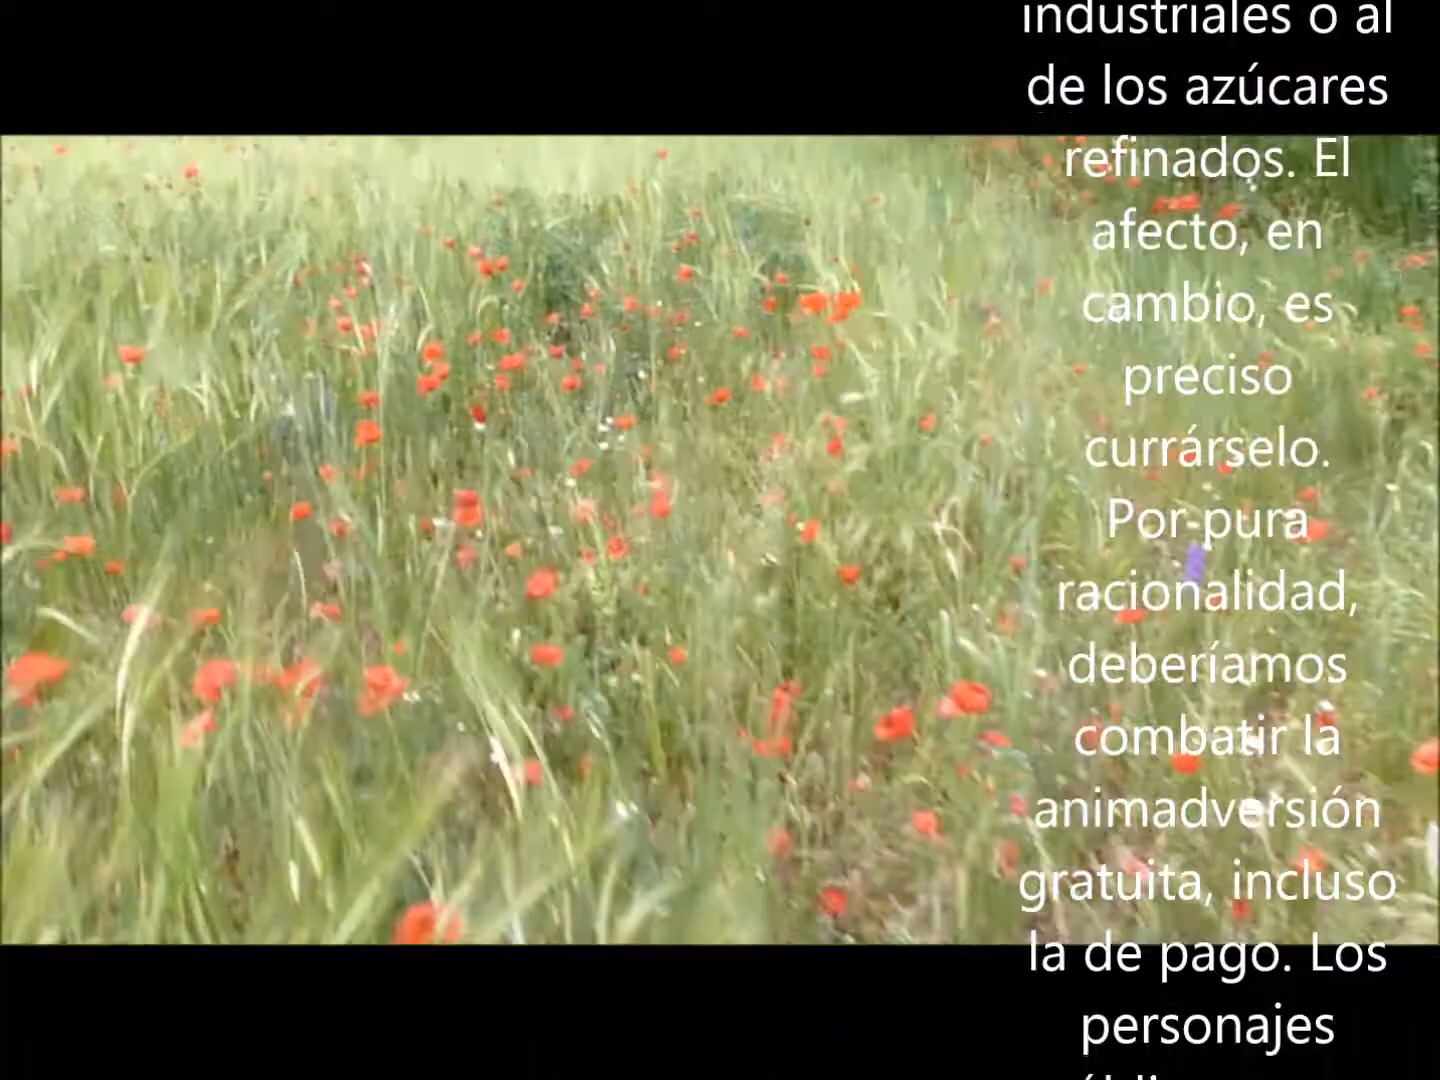 industriales o al
de los azúcares
refinados. El
afecto, en
cambio, es
preciso
currárselo.
Por pura
racionalidad,
deberíamos
combatir la
animadversión
gratuita, incluso
la de pago. Los
personajes